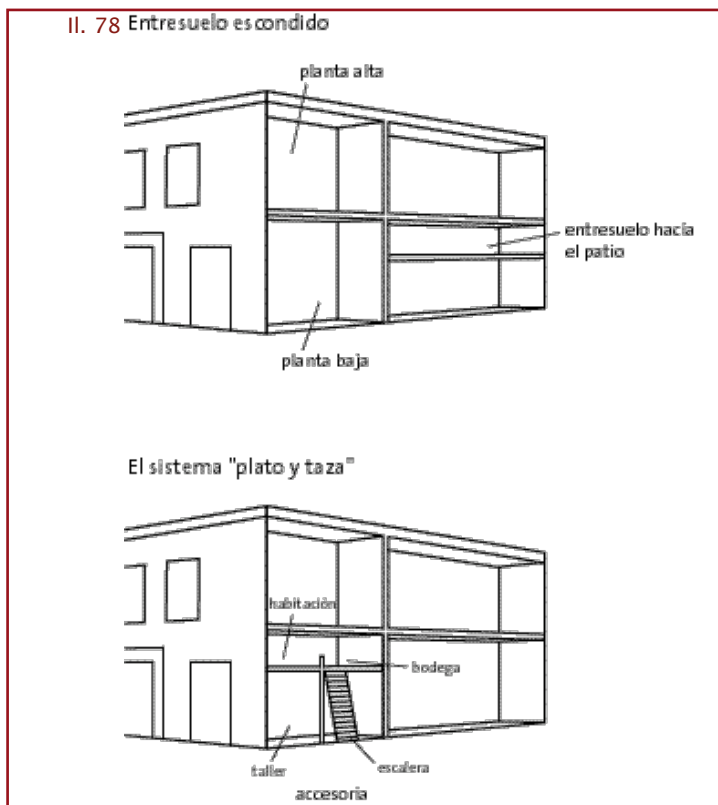 Il. 78 Entresuelo escondido
planta alta
entresuelo hacia
el patio
planta baja
El sistema "plato y taza"
habitación
bodega
taller
escalera
accesoria